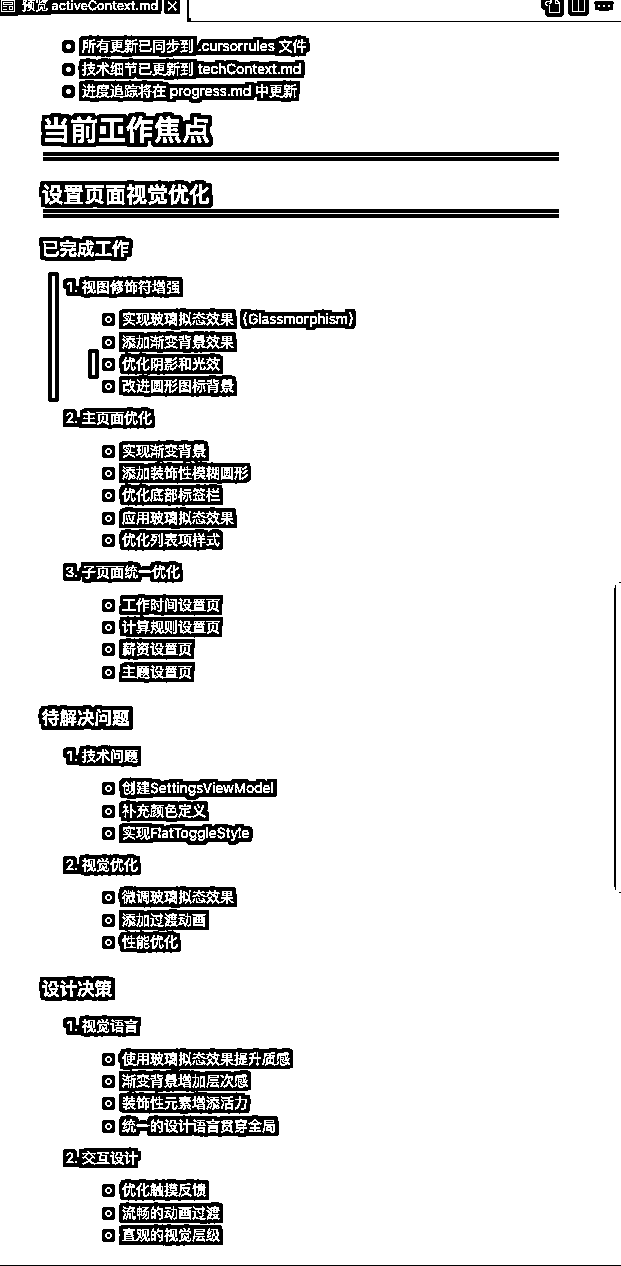 预览 activeContext.md
所有更新已同步到 .cursorrules 文件
技术细节已更新到 techContext.md
进度追踪将在 progress.md 中更新
当前工作焦点
设置页面视觉优化
已完成工作
1. 视图修饰符增强
实现玻璃拟态效果 (Glassmorphism)
添加渐变背景效果
优化阴影和光效
改进圆形图标背景
2. 主页面优化
实现渐变背景
添加装饰性模糊圆形
优化底部标签栏
应用玻璃拟态效果
优化列表项样式
3. 子页面统一优化
工作时间设置页
计算规则设置页
薪资设置页
主题设置页
待解决问题
1. 技术问题
创建SettingsViewModel
补充颜色定义
实现FlatToggleStyle
2. 视觉优化
微调玻璃拟态效果
添加过渡动画
性能优化
设计决策
1. 视觉语言
使用玻璃拟态效果提升质感
渐变背景增加层次感
装饰性元素增添活力
统一的设计语言贯穿全局
2. 交互设计
优化触摸反馈
流畅的动画过渡
直观的视觉层级